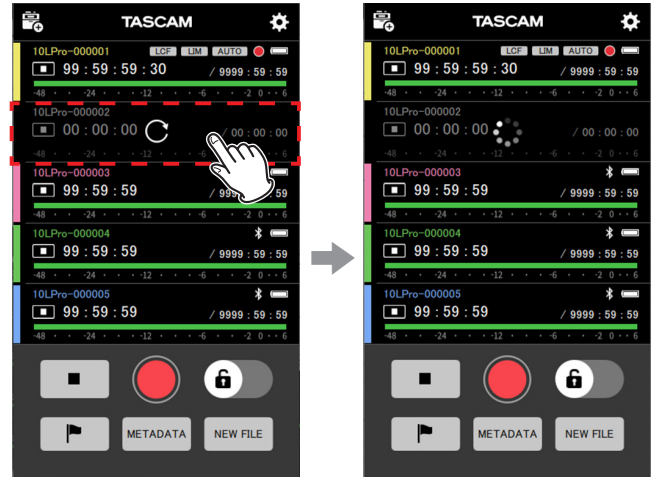 TASCAM
10LPro-000001 LCF LIM AUTO
99 : 59 : 59 : 30 / 9999 : 59 : 59
-48 -24 -12 -6 -2 0 6
10LPro-000002
00 : 00 : 00 / 00 : 00 : 00
-48 -24 -12 -6 -2 0 6
10LPro-000003
99 : 59 : 59 / 9999 : 59
-48 -24 -12 -6 -2 0 6
10LPro-000004
99 : 59 : 59 / 9999 : 59 : 59
-48 -24 -12 -6 -2 0 6
10LPro-000005
99 : 59 : 59 / 9999 : 59 : 59
-48 -24 -12 -6 -2 0 6
METADATA NEW FILE
TASCAM
10LPro-000001 LCF LIM AUTO
99 : 59 : 59 : 30 / 9999 : 59 : 59
-48 -24 -12 -6 -2 0 6
10LPro-000002
00 : 00 : 00 / 00 : 00 : 00
-48 -24 -12 -6 -2 0 6
10LPro-000003
99 : 59 : 59 / 9999 : 59 : 59
-48 -24 -12 -6 -2 0 6
10LPro-000004
99 : 59 : 59 / 9999 : 59 : 59
-48 -24 -12 -6 -2 0 6
10LPro-000005
99 : 59 : 59 / 9999 : 59 : 59
-48 -24 -12 -6 -2 0 6
METADATA NEW FILE